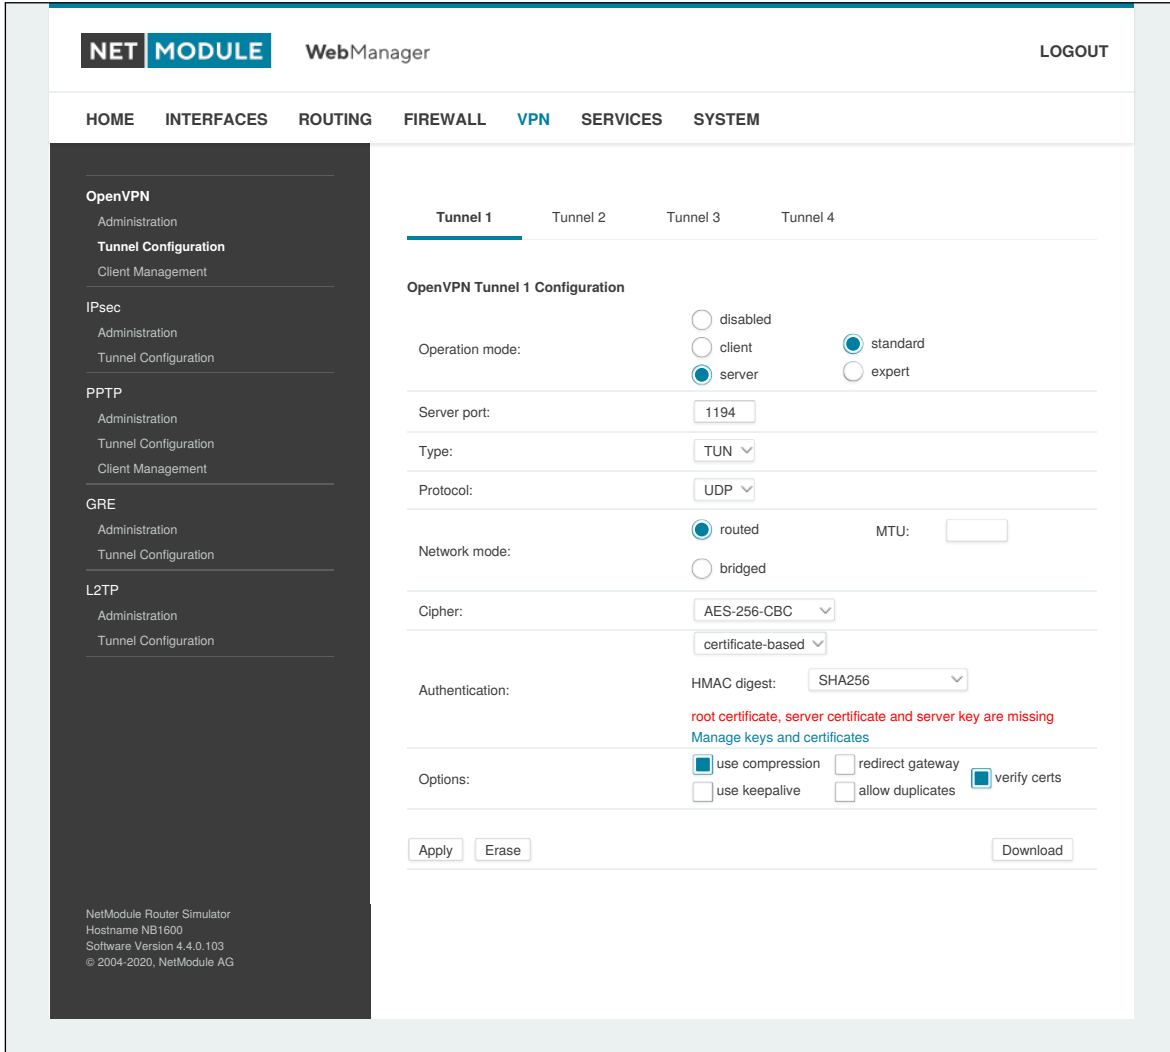 NET MODULE WebManager LOGOUT
HOME INTERFACES ROUTING FIREWALL VPN SERVICES SYSTEM
OpenVPN
Administration
Tunnel Configuration
Client Management
IPsec
Administration
Tunnel Configuration
PPTP
Administration
Tunnel Configuration
Client Management
GRE
Administration
Tunnel Configuration
L2TP
Administration
Tunnel Configuration
NetModule Router Simulator
Hostname NB1600
Software Version 4.4.0.103
© 2004-2020, NetModule AG
Tunnel 1 Tunnel 2 Tunnel 3 Tunnel 4
OpenVPN Tunnel 1 Configuration
Operation mode:
disabled
client
server
standard
expert
Server port: 1194
Type: TUN
Protocol: UDP
Network mode:
routed MTU:
bridged
Cipher: AES-256-CBC
Authentication:
certificate-based
HMAC digest: SHA256
root certificate, server certificate and server key are missing
Manage keys and certificates
Options:
use compression redirect gateway verify certs
use keepalive allow duplicates
Apply Erase Download